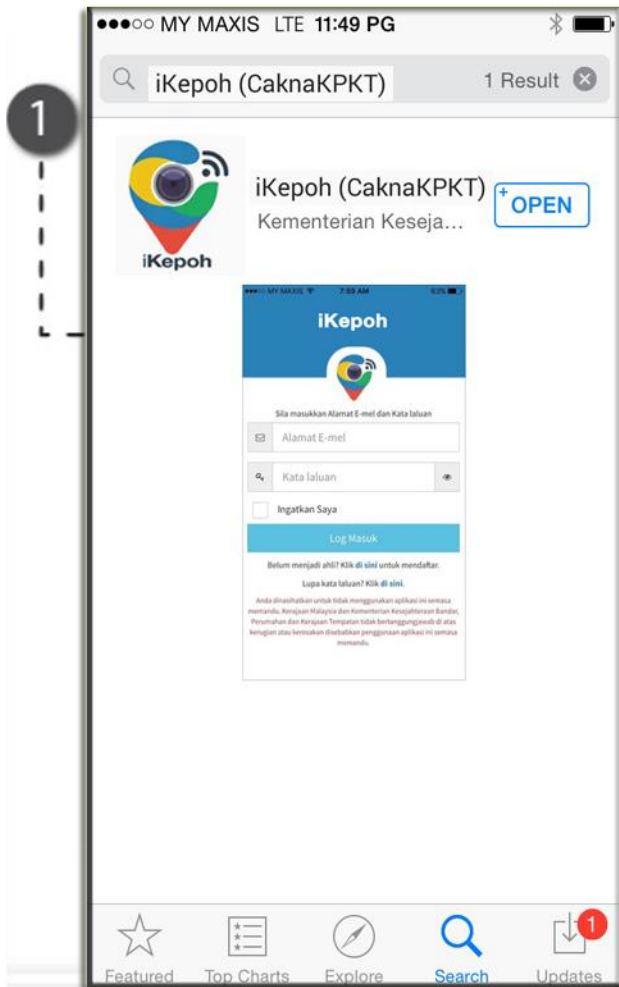 MY MAXIS LTE 11:49 PG
iKepoh (CaknaKPKT) 1 Result
1
iKepoh (CaknaKPKT)
Kementerian Keseja...
+OPEN
iKepoh
MY MAXIS 7:59 AM 63%
iKepoh
Sila masukkan Alamat E-mel dan Kata laluan
Alamat E-mel
Kata laluan
Ingatkan Saya
Log Masuk
Belum menjadi ahli? Klik di sini untuk mendaftar.
Lupa kata laluan? Klik di sini.
Anda dinasihatkan untuk tidak menggunakan aplikasi ini semasa
memandu. Kerajaan Malaysia dan Kementerian Kesejahteraan Bandar,
Perumahan dan Kerajaan Tempatan tidak bertanggungjawab di atas
kerugian atau kerosakan disebabkan penggunaan aplikasi ini semasa
memandu.
1
Featured Top Charts Explore Search Updates